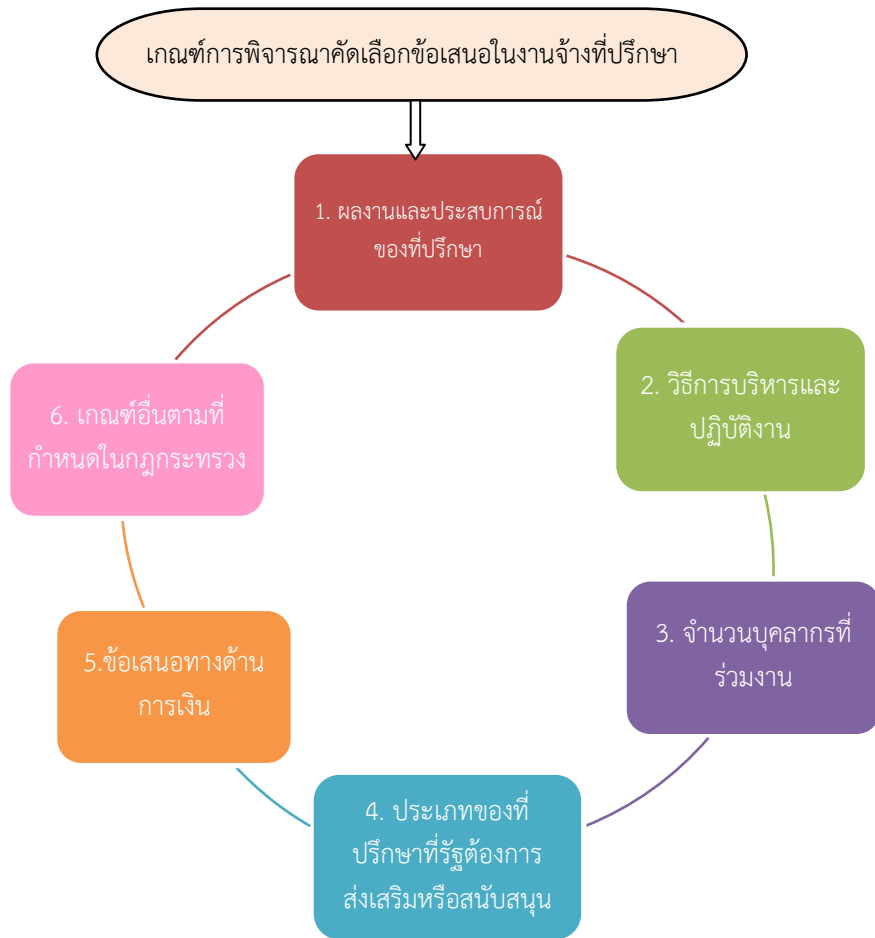 เกณฑ์การพิจารณาคัดเลือกข้อเสนอในงานจ้างที่ปรึกษา
1. ผลงานและประสบการณ์
ของที่ปรึกษา
2. วิธีการบริหารและ
ปฏิบัติงาน
3. จำนวนบุคลากรที่
ร่วมงาน
4. ประเภทของที่
ปรึกษาที่รัฐต้องการ
ส่งเสริมหรือสนับสนุน
5.ข้อเสนอทางด้าน
การเงิน
6. เกณฑ์อื่นตามที่
กำหนดในกฎกระทรวง